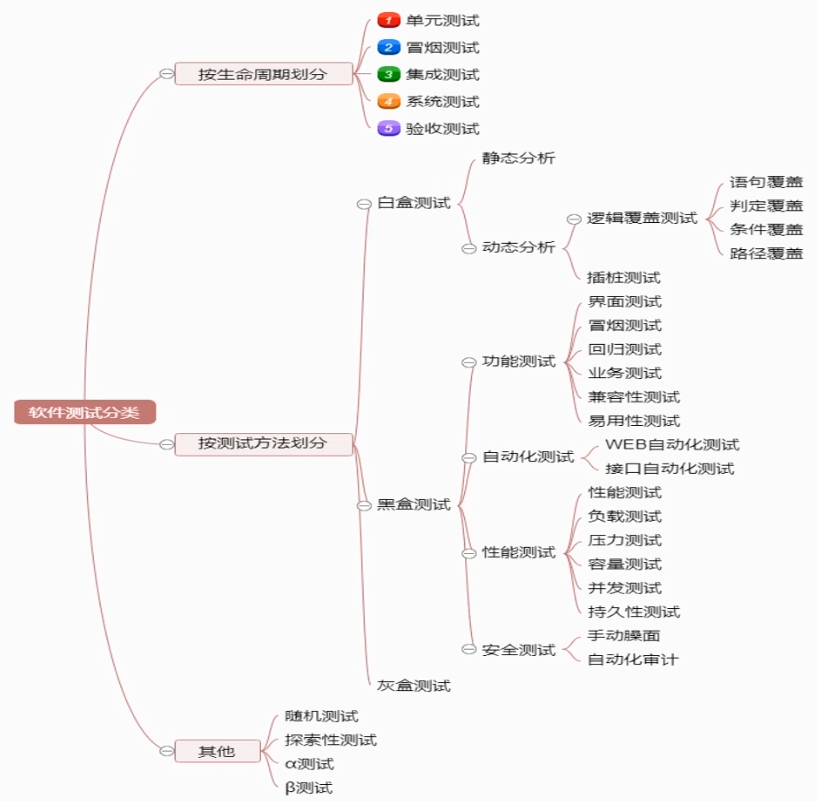 软件测试分类
按生命周期划分
1 单元测试
2 冒烟测试
3 集成测试
4 系统测试
5 验收测试
按测试方法划分
白盒测试
静态分析
动态分析
逻辑覆盖测试
语句覆盖
判定覆盖
条件覆盖
路径覆盖
插桩测试
黑盒测试
功能测试
界面测试
冒烟测试
回归测试
业务测试
兼容性测试
易用性测试
自动化测试
WEB自动化测试
接口自动化测试
性能测试
性能测试
负载测试
压力测试
容量测试
并发测试
持久性测试
安全测试
手动臊面
自动化审计
灰盒测试
其他
随机测试
探索性测试
α测试
β测试